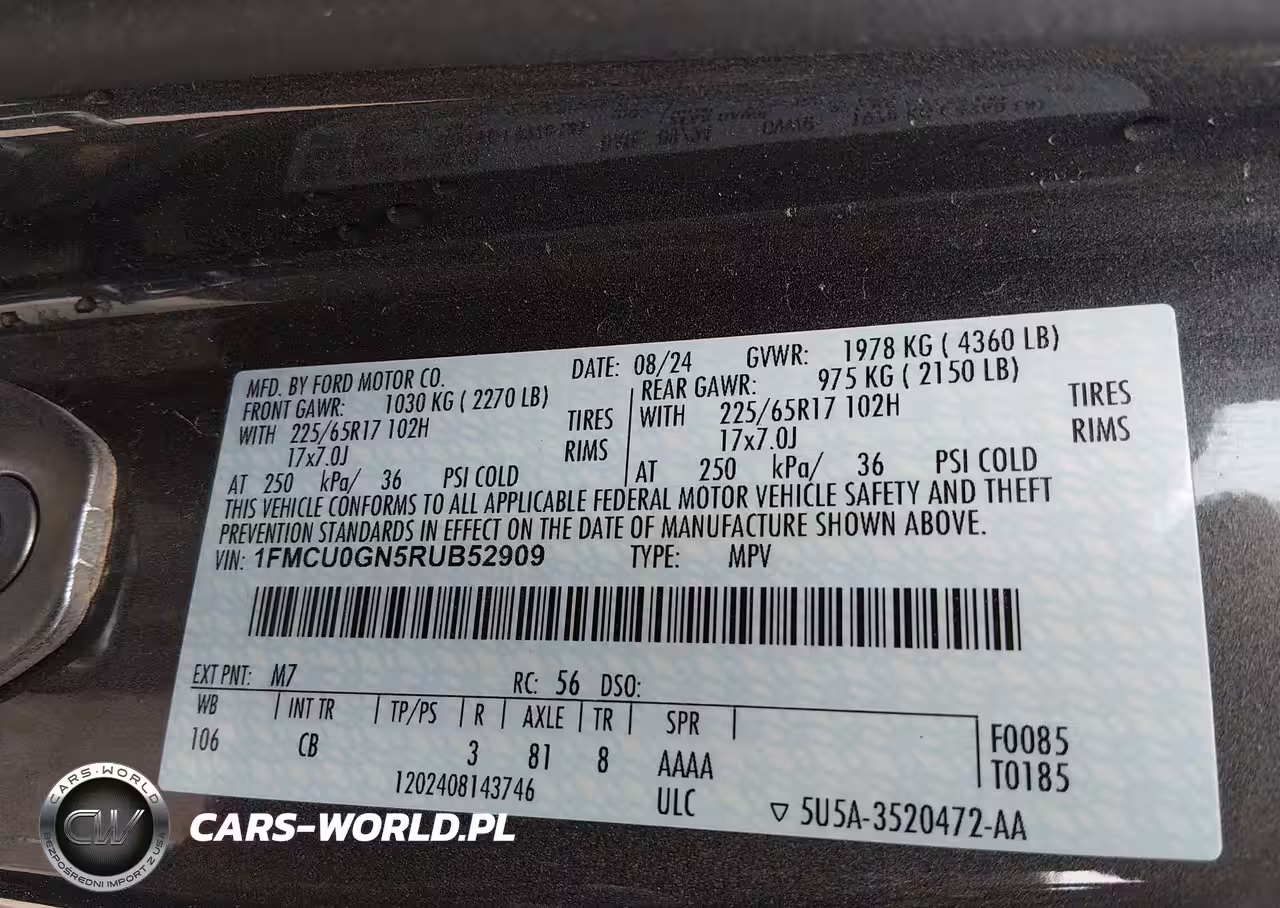 MFD. BY FORD MOTOR CO. DATE: 08/24 GVWR: 1978 KG ( 4360 LB)
FRONT GAWR: 1030 KG ( 2270 LB) REAR GAWR: 975 KG ( 2150 LB)
WITH 225/65R17 102H TIRES WITH 225/65R17 102H TIRES
17x7.0J RIMS 17x7.0J RIMS
AT 250 kPa/ 36 PSI COLD AT 250 kPa/ 36 PSI COLD
THIS VEHICLE CONFORMS TO ALL APPLICABLE FEDERAL MOTOR VEHICLE SAFETY AND THEFT
PREVENTION STANDARDS IN EFFECT ON THE DATE OF MANUFACTURE SHOWN ABOVE.
VIN: 1FMCU0GN5RUB52909 TYPE: MPV
EXT PNT: M7 RC: 56 DSO:
WB INT TR TP/PS R AXLE TR SPR F0085
106 CB 3 81 8 AAAA T0185
1202408143746 ULC ▽ 5U5A-3520472-AA
CARS-WORLD
CW
BEZPOŚREDNI IMPORT Z USA
CARS-WORLD.PL